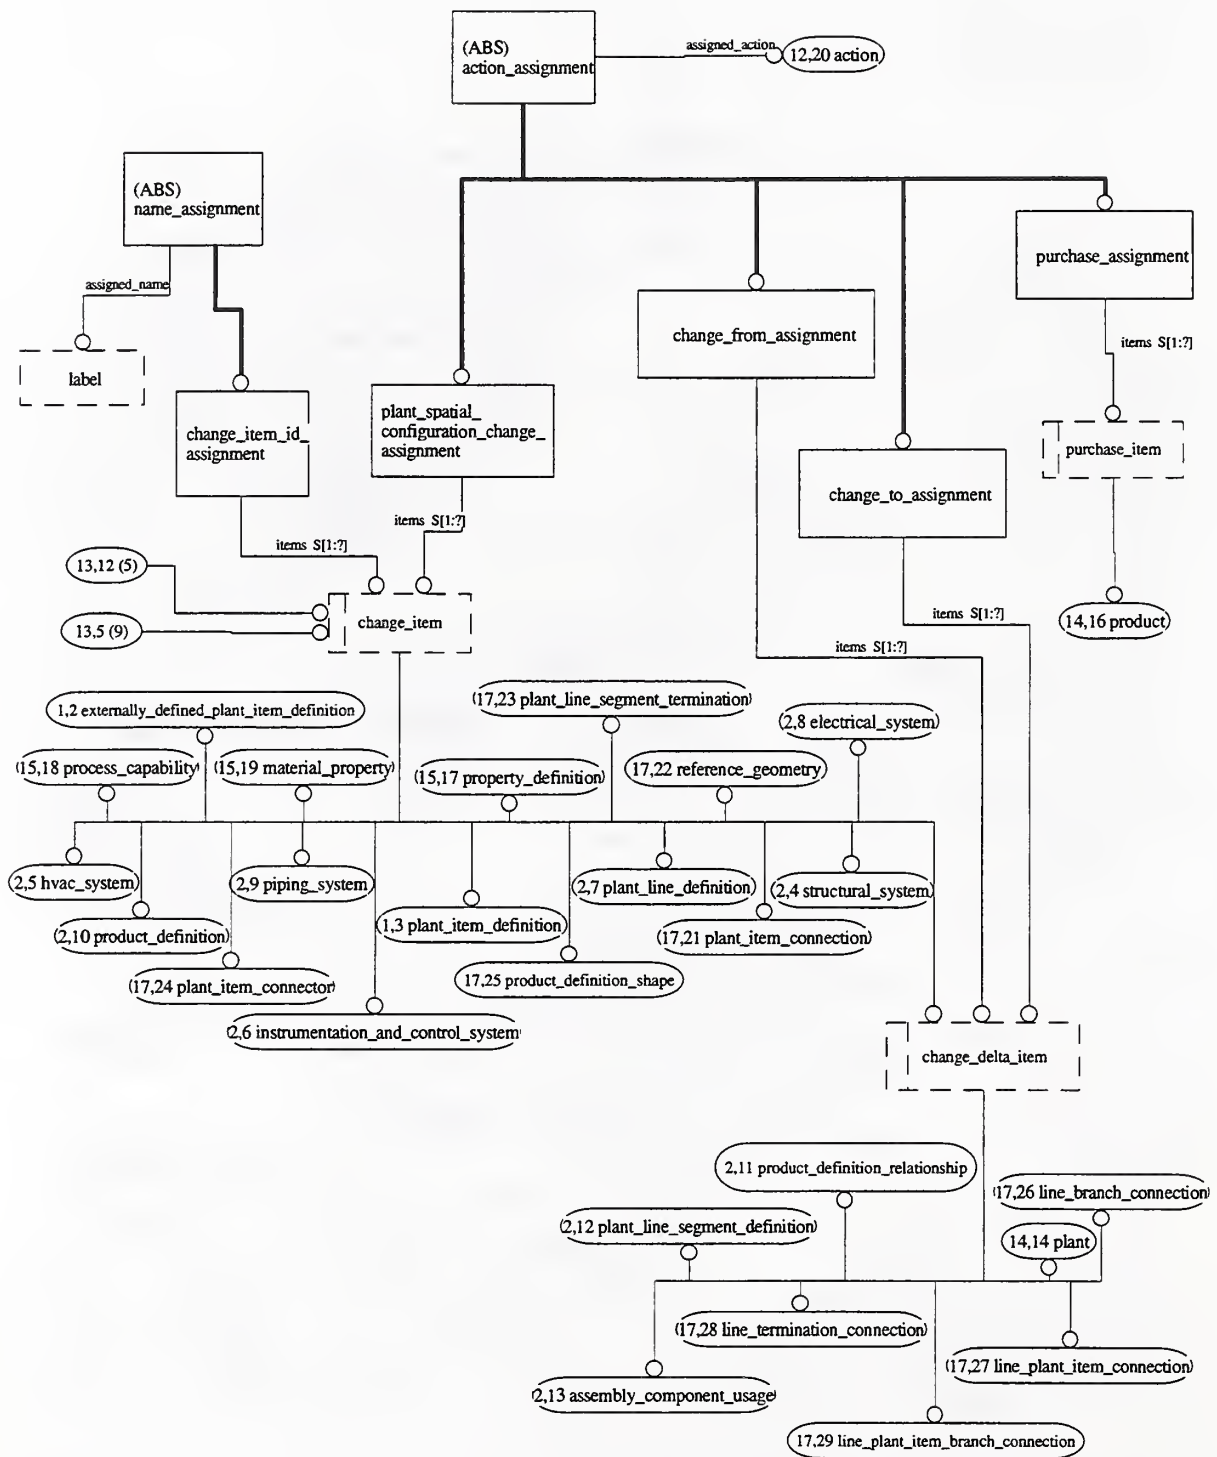 (ABS)
action_assignment
assigned_action
12,20 action
(ABS)
name_assignment
assigned_name
label
purchase_assignment
items S[1:?]
change_from_assignment
change_item_id_
assignment
plant_spatial_
configuration_change_
assignment
purchase_item
change_to_assignment
items S[1:?]
items S[1:?]
13,12 (5)
13,5 (9)
change_item
items S[1:?]
14,16 product
items S[1:?]
1,2 externally_defined_plant_item_definition
17,23 plant_line_segment_termination
2,8 electrical_system
15,18 process_capability
15,19 material_property
15,17 property_definition
17,22 reference_geometry
2,5 hvac_system
2,9 piping_system
2,7 plant_line_definition
2,4 structural_system
2,10 product_definition
1,3 plant_item_definition
17,21 plant_item_connection
17,24 plant_item_connector
17,25 product_definition_shape
2,6 instrumentation_and_control_system
change_delta_item
2,11 product_definition_relationship
17,26 line_branch_connection
2,12 plant_line_segment_definition
14,14 plant
17,28 line_termination_connection
17,27 line_plant_item_connection
2,13 assembly_component_usage
17,29 line_plant_item_branch_connection